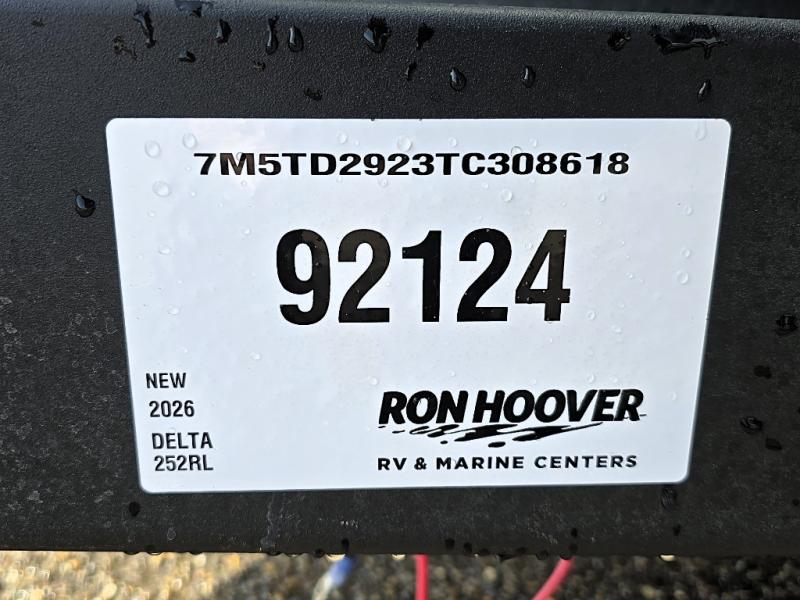 7M5TD2923TC308618
92124
NEW
2026
DELTA
252RL
RON HOOVER
RV & MARINE CENTERS